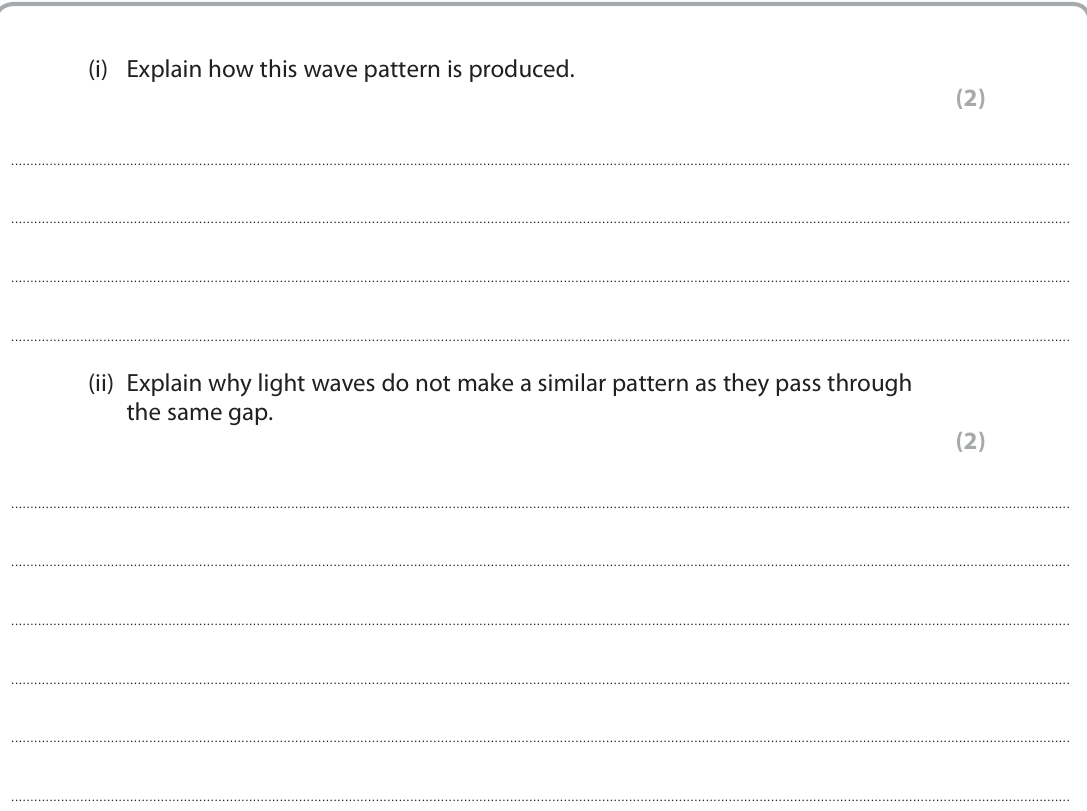 (i) Explain how this wave pattern is produced.
(2)
(ii) Explain why light waves do not make a similar pattern as they pass through
the same gap.
(2)